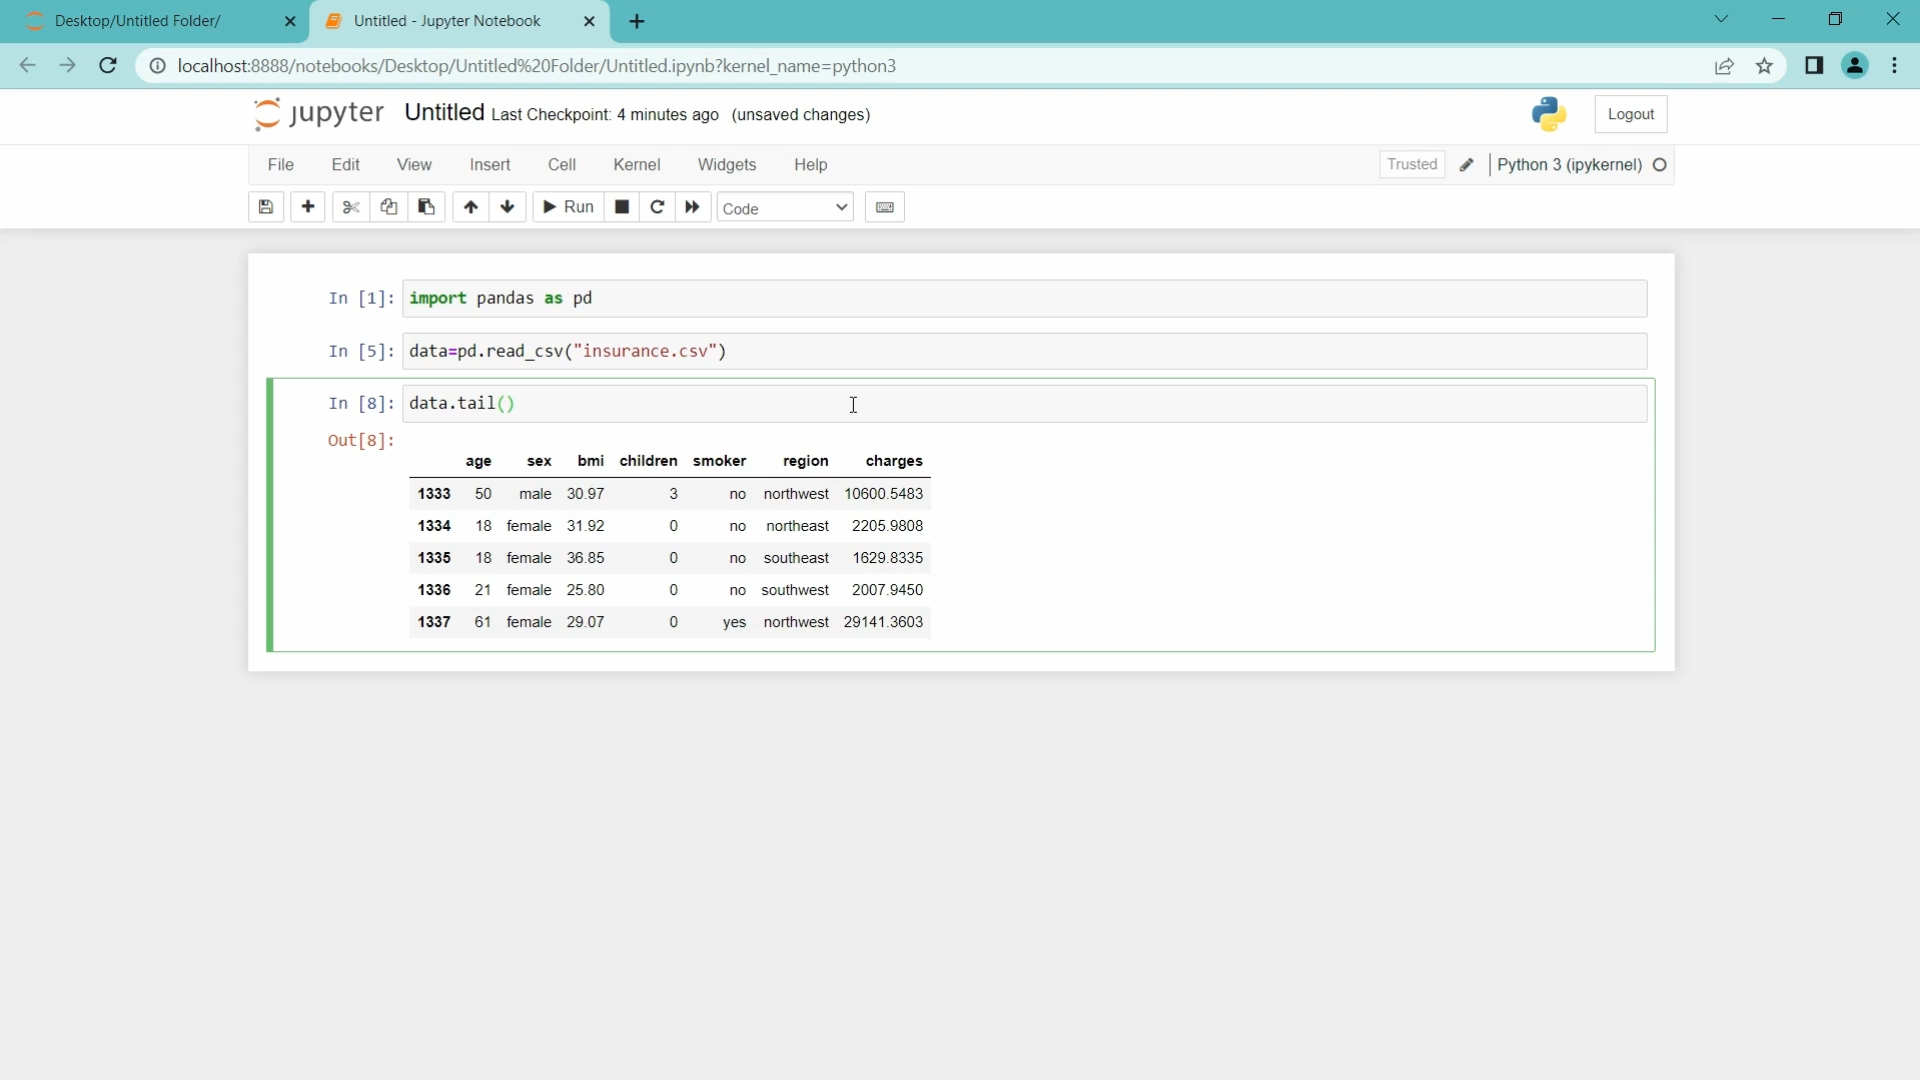 Desktop/Untitled Folder/
Untitled - Jupyter Notebook
localhost:8888/notebooks/Desktop/Untitled%20Folder/Untitled.ipynb?kernel_name=python3
jupyter Untitled Last Checkpoint: 4 minutes ago (unsaved changes)
Logout
File Edit View Insert Cell Kernel Widgets Help
Trusted
Python 3 (ipykernel)
Run
Code
In [1]: import pandas as pd
In [5]: data=pd.read_csv("insurance.csv")
In [8]: data.tail()
Out[8]:
age sex bmi children smoker region charges
1333 50 male 30.97 3 no northwest 10600.5483
1334 18 female 31.92 0 no northeast 2205.9808
1335 18 female 36.85 0 no southeast 1629.8335
1336 21 female 25.80 0 no southwest 2007.9450
1337 61 female 29.07 0 yes northwest 29141.3603